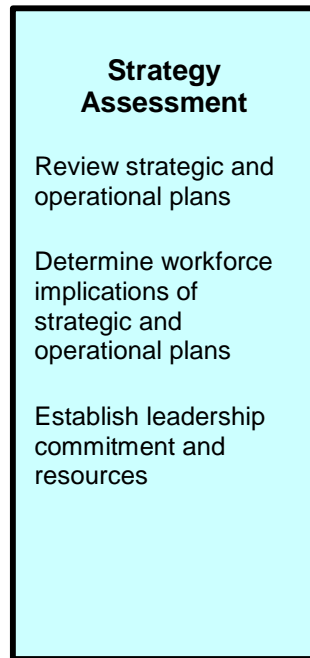 Strategy
Assessment
Review strategic and
operational plans
Determine workforce
implications of
strategic and
operational plans
Establish leadership
commitment and
resources